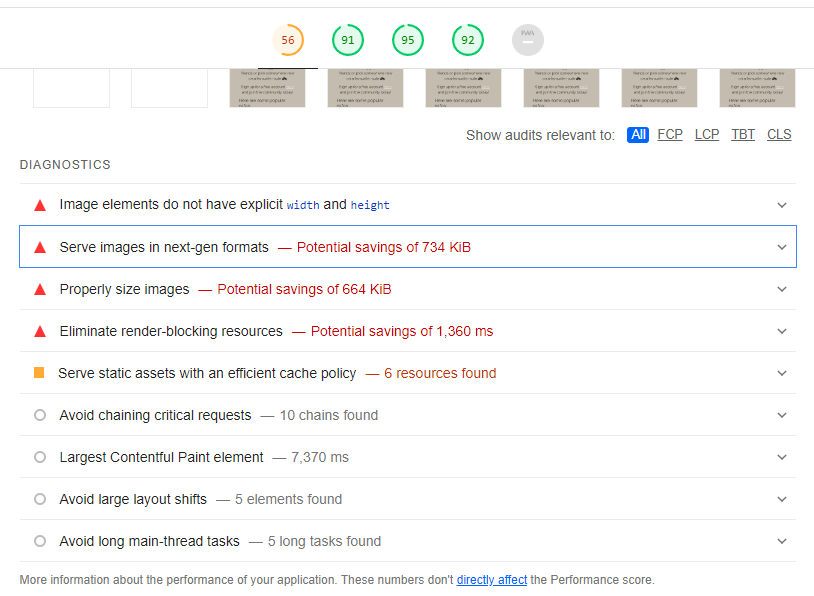 56 91 95 92 PWA
Show audits relevant to: All FCP LCP TBT CLS
DIAGNOSTICS
Image elements do not have explicit width and height
Serve images in next-gen formats — Potential savings of 734 KiB
Properly size images — Potential savings of 664 KiB
Eliminate render-blocking resources — Potential savings of 1,360 ms
Serve static assets with an efficient cache policy — 6 resources found
Avoid chaining critical requests — 10 chains found
Largest Contentful Paint element — 7,370 ms
Avoid large layout shifts — 5 elements found
Avoid long main-thread tasks — 5 long tasks found
More information about the performance of your application. These numbers don't directly affect the Performance score.